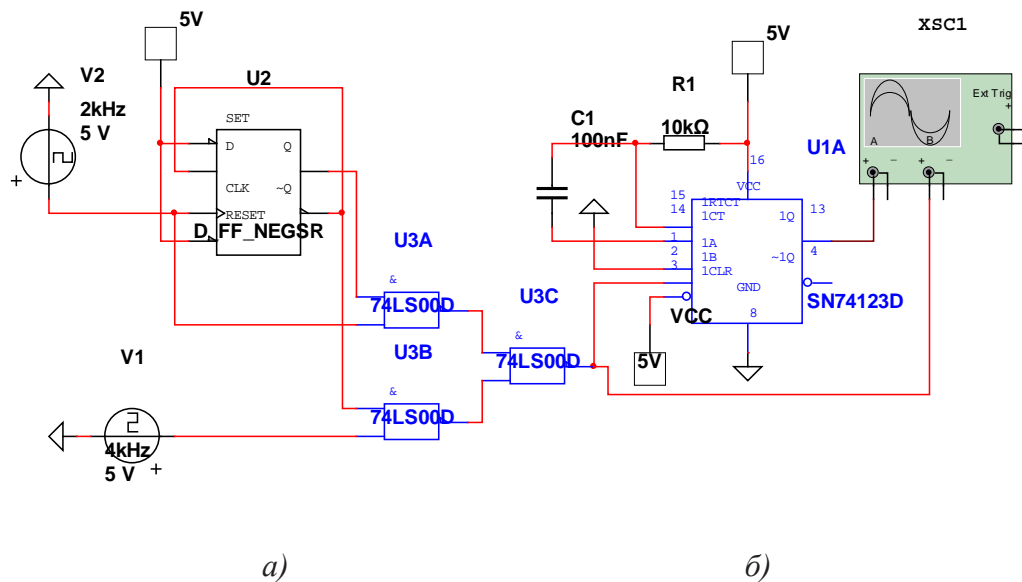 XSC1
5V
V2
2kHz
5 V
U2
SET
D
Q
CLK
~Q
RESET
D_FF_NEGSR
5V
R1
10kΩ
C1
100nF
U1A
Ext Trig
+
A
B
+
−
+
−
+
16
VCC
15
1RTCT
14
1CT
1Q
13
1
1A
2
1B
~1Q
4
3
1CLR
GND
SN74123D
8
VCC
5V
U3A
&
74LS00D
U3C
&
74LS00D
U3B
&
74LS00D
V1
4kHz
5 V
+
а)
б)